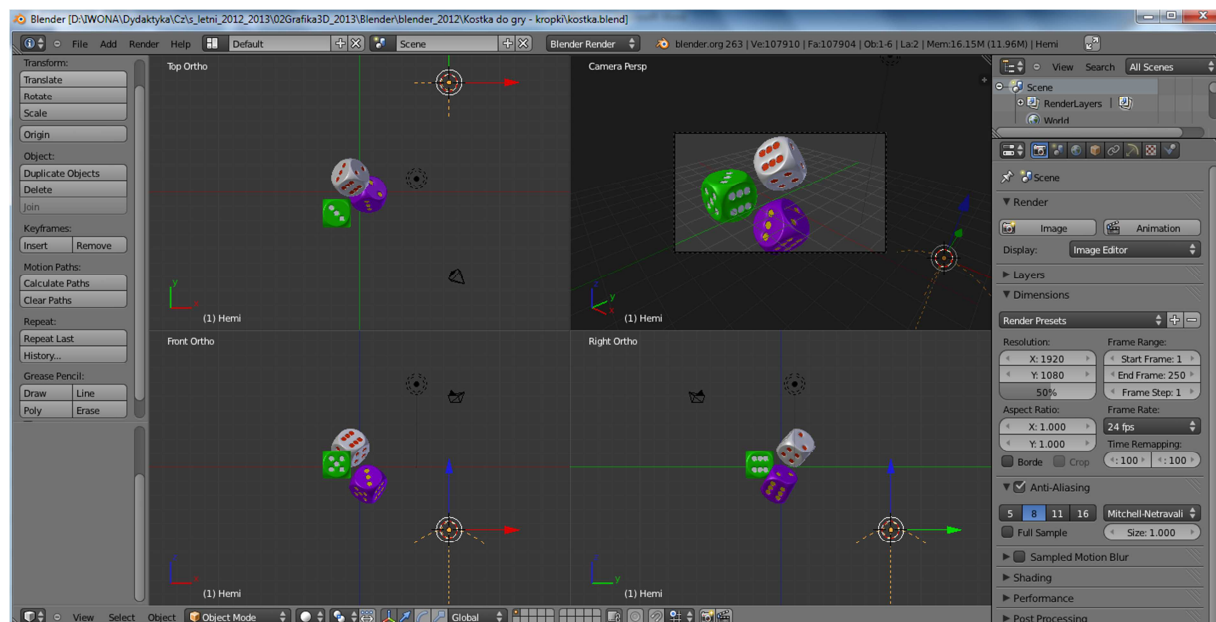 Blender [D:\IWONA\Dydaktyka\Cz\s_letni_2012_2013\02Grafika3D_2013\Blender\blender_2012\Kostka do gry - kropki\kostka.blend]
File Add Render Help Default Scene Blender Render blender.org 263 | Ve:107910 | Fa:107904 | Ob:1-6 | La:2 | Mem:16.15M (11.96M) | Hemi
Transform:
Translate
Rotate
Scale
Origin
Object:
Duplicate Objects
Delete
Join
Keyframes:
Insert Remove
Motion Paths:
Calculate Paths
Clear Paths
Repeat:
Repeat Last
History...
Grease Pencil:
Draw Line
Poly Erase
Top Ortho
y
x
(1) Hemi
Camera Persp
z
y
x
(1) Hemi
Front Ortho
z
x
(1) Hemi
Right Ortho
z
y
(1) Hemi
View Select Object Object Mode Global
View Search All Scenes
Scene
RenderLayers |
World
Scene
Render
Image Animation
Display: Image Editor
Layers
Dimensions
Render Presets
Resolution: Frame Range:
X: 1920 Start Frame: 1
Y: 1080 End Frame: 250
50% Frame Step: 1
Aspect Ratio: Frame Rate:
X: 1.000 24 fps
Y: 1.000 Time Remapping:
Borde Crop : 100 : 100
Anti-Aliasing
5 8 11 16 Mitchell-Netravali
Full Sample Size: 1.000
Sampled Motion Blur
Shading
Performance
Post Processing